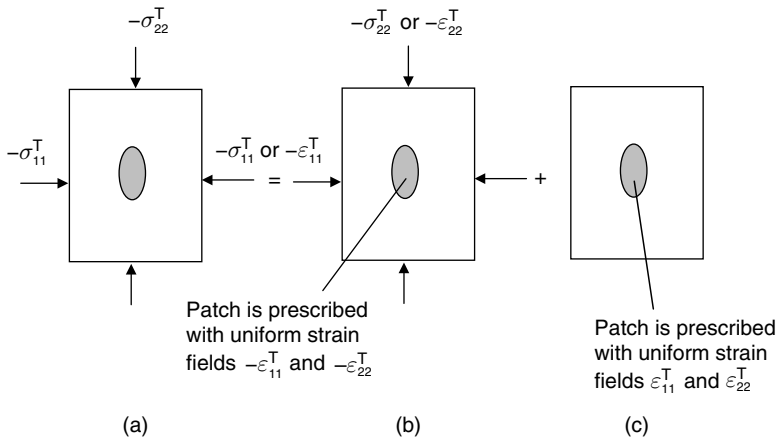 −σ₂₂ᵀ
−σ₂₂ᵀ or −ε₂₂ᵀ
−σ₁₁ᵀ
−σ₁₁ᵀ or −ε₁₁ᵀ
=
+
Patch is prescribed
with uniform strain
fields −ε₁₁ᵀ and −ε₂₂ᵀ
Patch is prescribed
with uniform strain
fields ε₁₁ᵀ and ε₂₂ᵀ
(a)
(b)
(c)